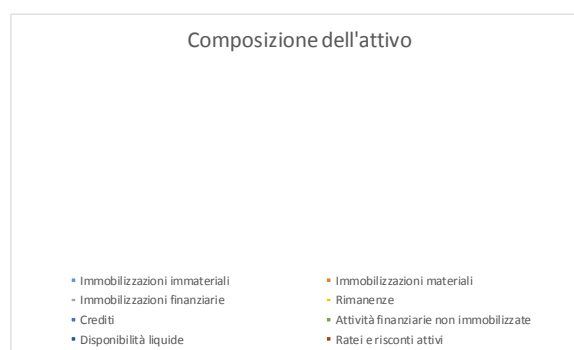 Composizione dell'attivo
Immobilizzazioni immateriali
Immobilizzazioni materiali
Immobilizzazioni finanziarie
Rimanenze
Crediti
Attività finanziarie non immobilizzate
Disponibilità liquide
Ratei e risconti attivi